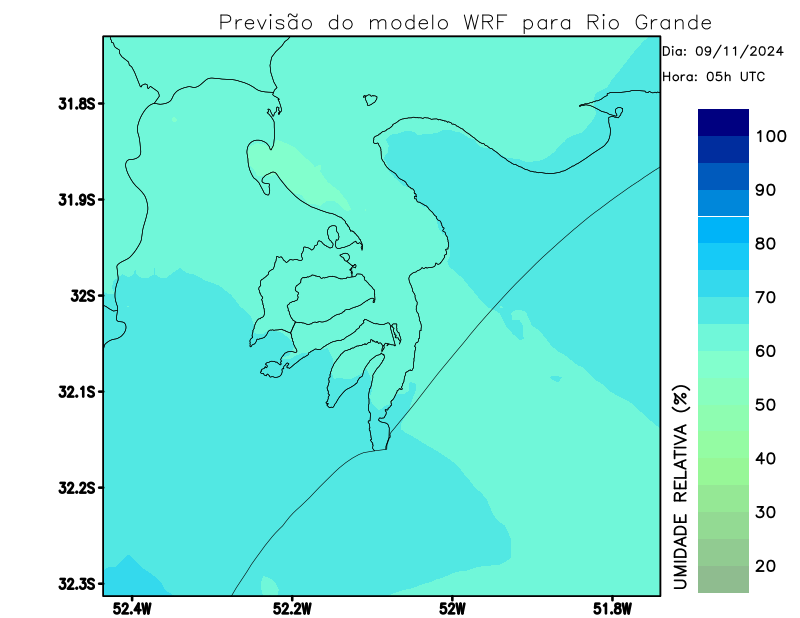 Previsão do modelo WRF para Rio Grande
Dia: 09/11/2024
Hora: 05h UTC
31.8S
31.9S
32S
32.1S
32.2S
32.3S
52.4W
52.2W
52W
51.8W
100
90
80
70
60
50
40
30
20
UMIDADE RELATIVA (%)